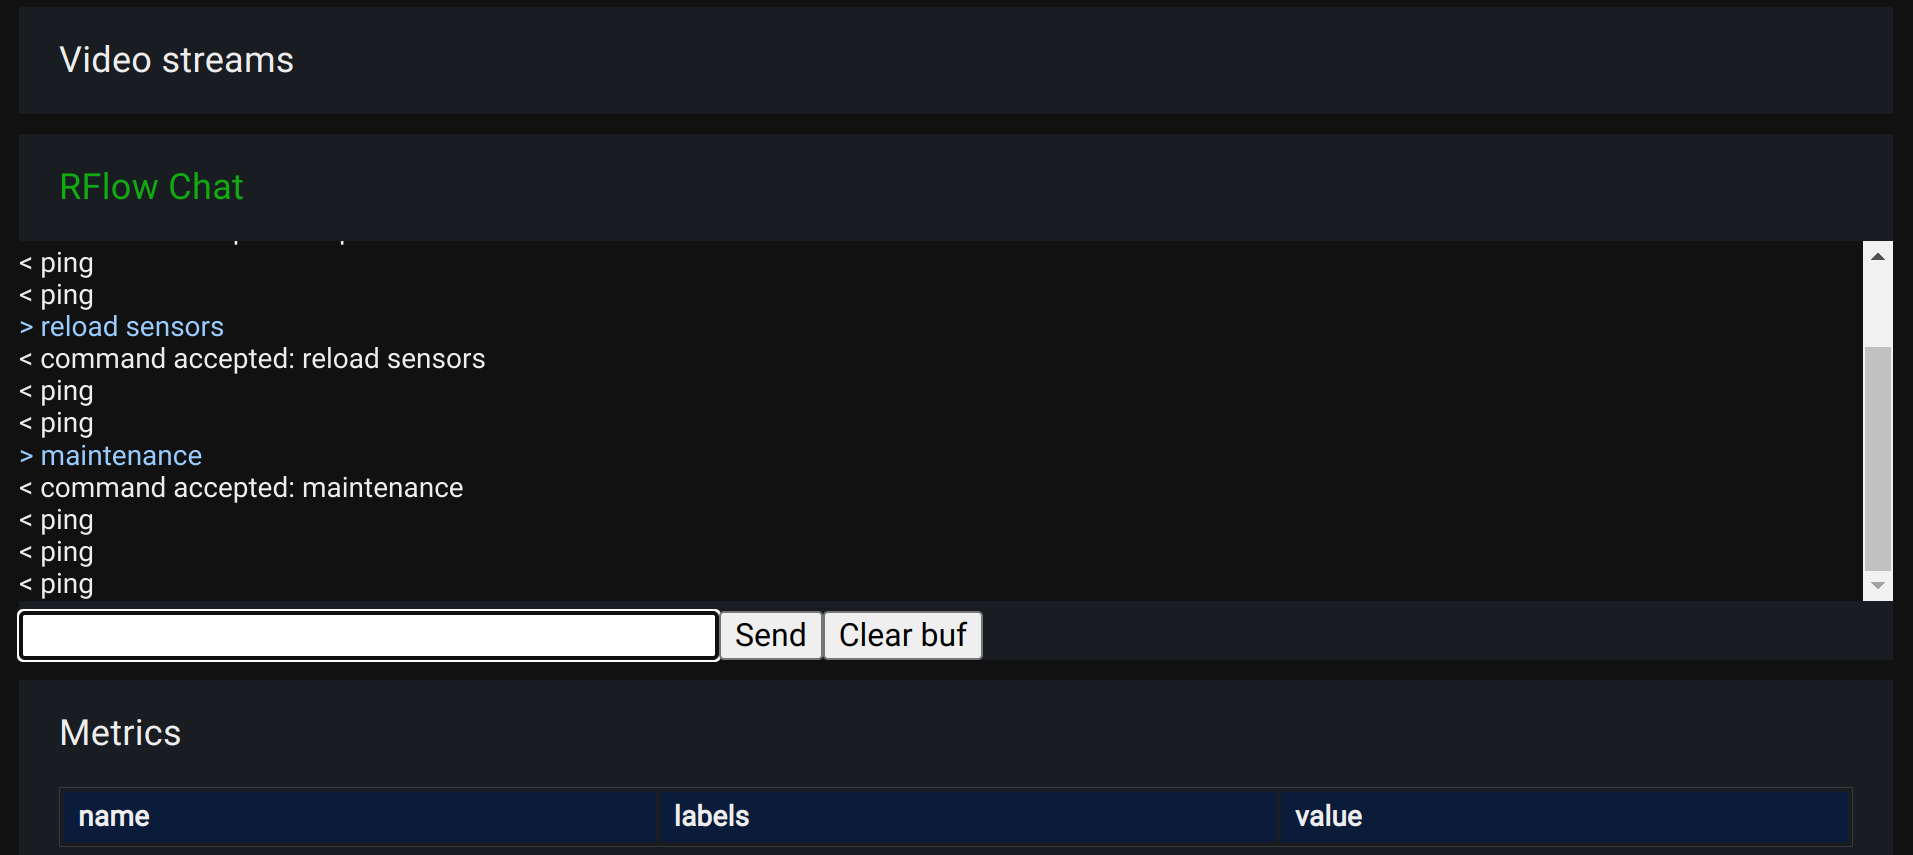 Video streams
RFlow Chat
< ping
< ping
> reload sensors
< command accepted: reload sensors
< ping
< ping
> maintenance
< command accepted: maintenance
< ping
< ping
< ping
Send Clear buf
Metrics
name labels value